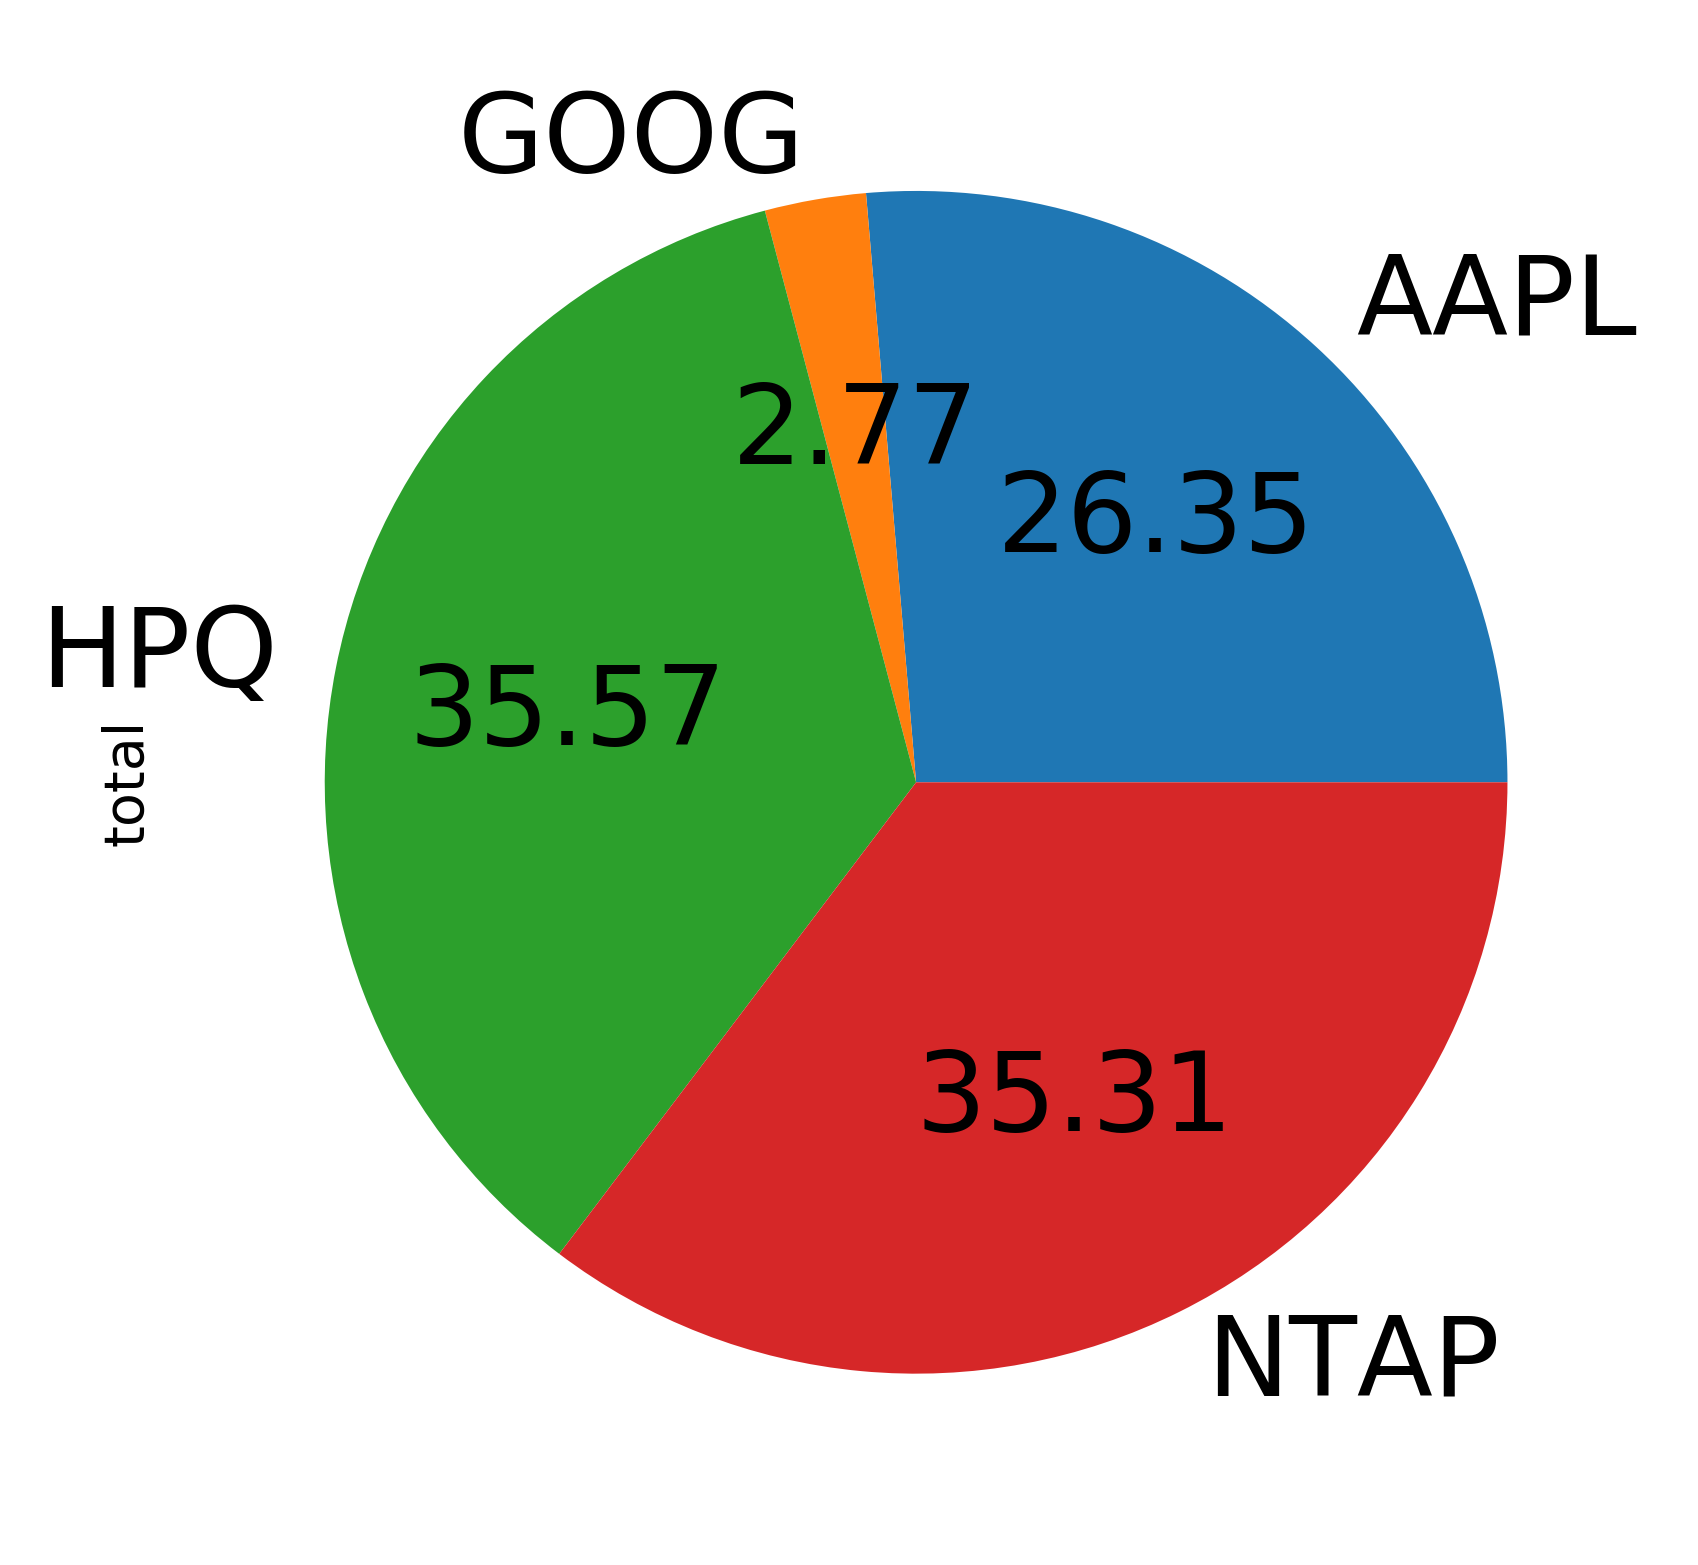 GOOG
AAPL
2.77
26.35
HPQ
35.57
total
35.31
NTAP